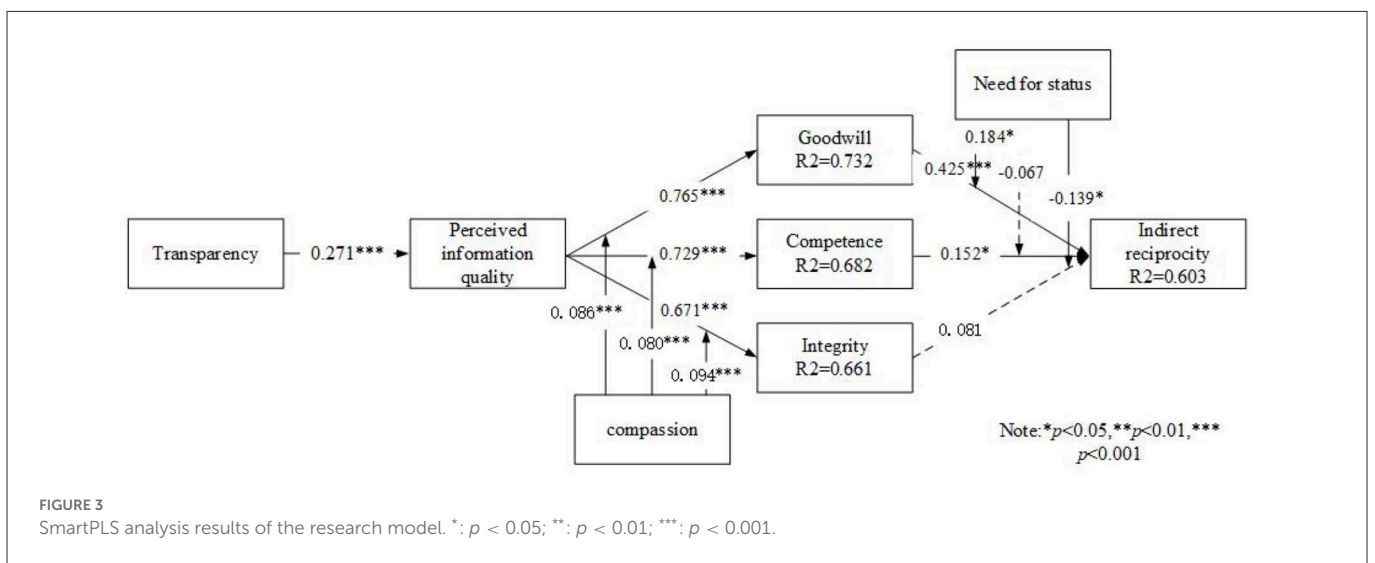 Need for status
Goodwill
R2=0.732
0.184*
0.425***
-0.067
-0.139*
0.765***
Transparency
0.271***
Perceived
information
quality
0.729***
Competence
R2=0.682
0.152*
Indirect
reciprocity
R2=0.603
0.086***
0.671***
0.080***
0.094***
Integrity
R2=0.661
0.081
compassion
Note:*p<0.05,**p<0.01,***
p<0.001
FIGURE 3
SmartPLS analysis results of the research model. *: p < 0.05; **: p < 0.01; ***: p < 0.001.